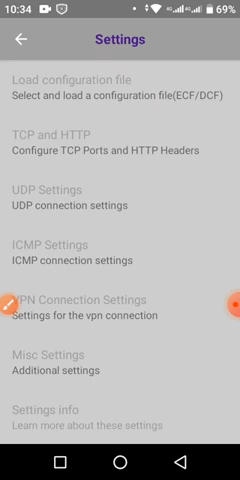 10:34 4G 4G 69%
Settings
Load configuration file
Select and load a configuration file(ECF/DCF)
TCP and HTTP
Configure TCP Ports and HTTP Headers
UDP Settings
UDP connection settings
ICMP Settings
ICMP connection settings
VPN Connection Settings
Settings for the vpn connection
Misc Settings
Additional settings
Settings info
Learn more about these settings